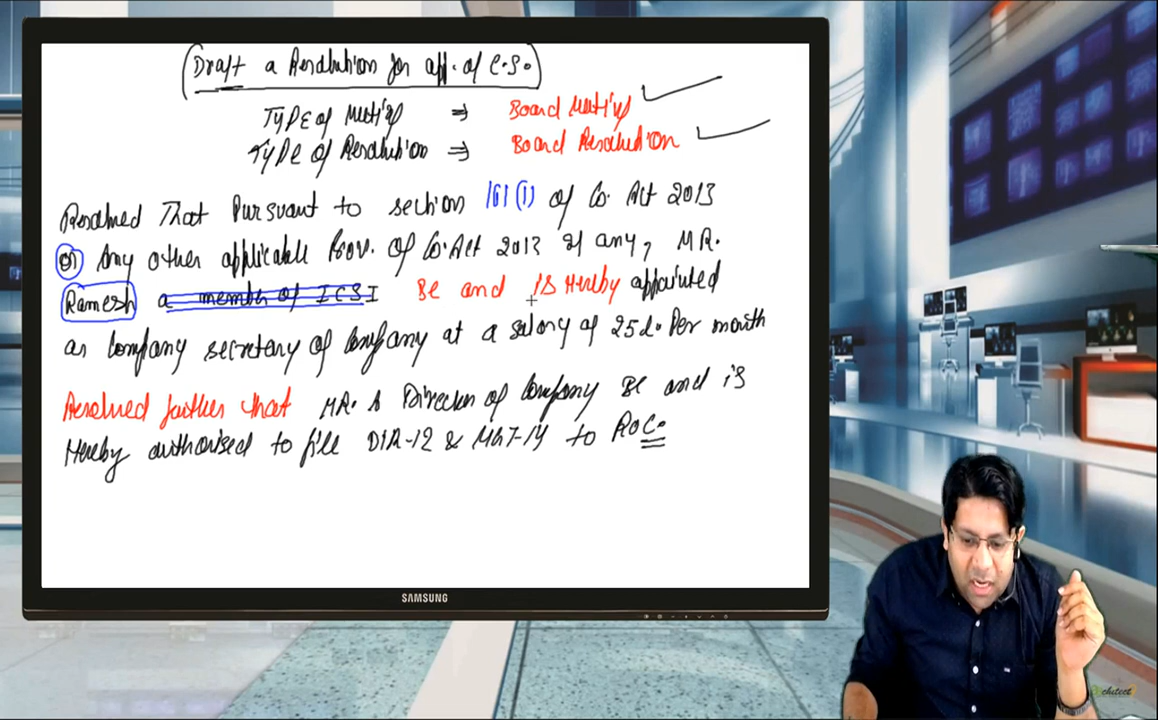 Draft a Resolution for app. of C.S.
TYPE of Meeting ⇒ Board Meeting
TYPE of Resolution ⇒ Board Resolution
Resolved That Pursuant to section 161(1) of Co. Act 2013
or Any other applicable Prov. of Co. Act 2013 if any, MR.
Ramesh a member of ICSI Be and is Hereby appointed
as Company secretary of Company at a salary of 25L. Per month
Resolved further that MR. A Director of Company BE and is
Hereby authorised to file DIR-12 & MGT-14 to ROC.
SAMSUNG